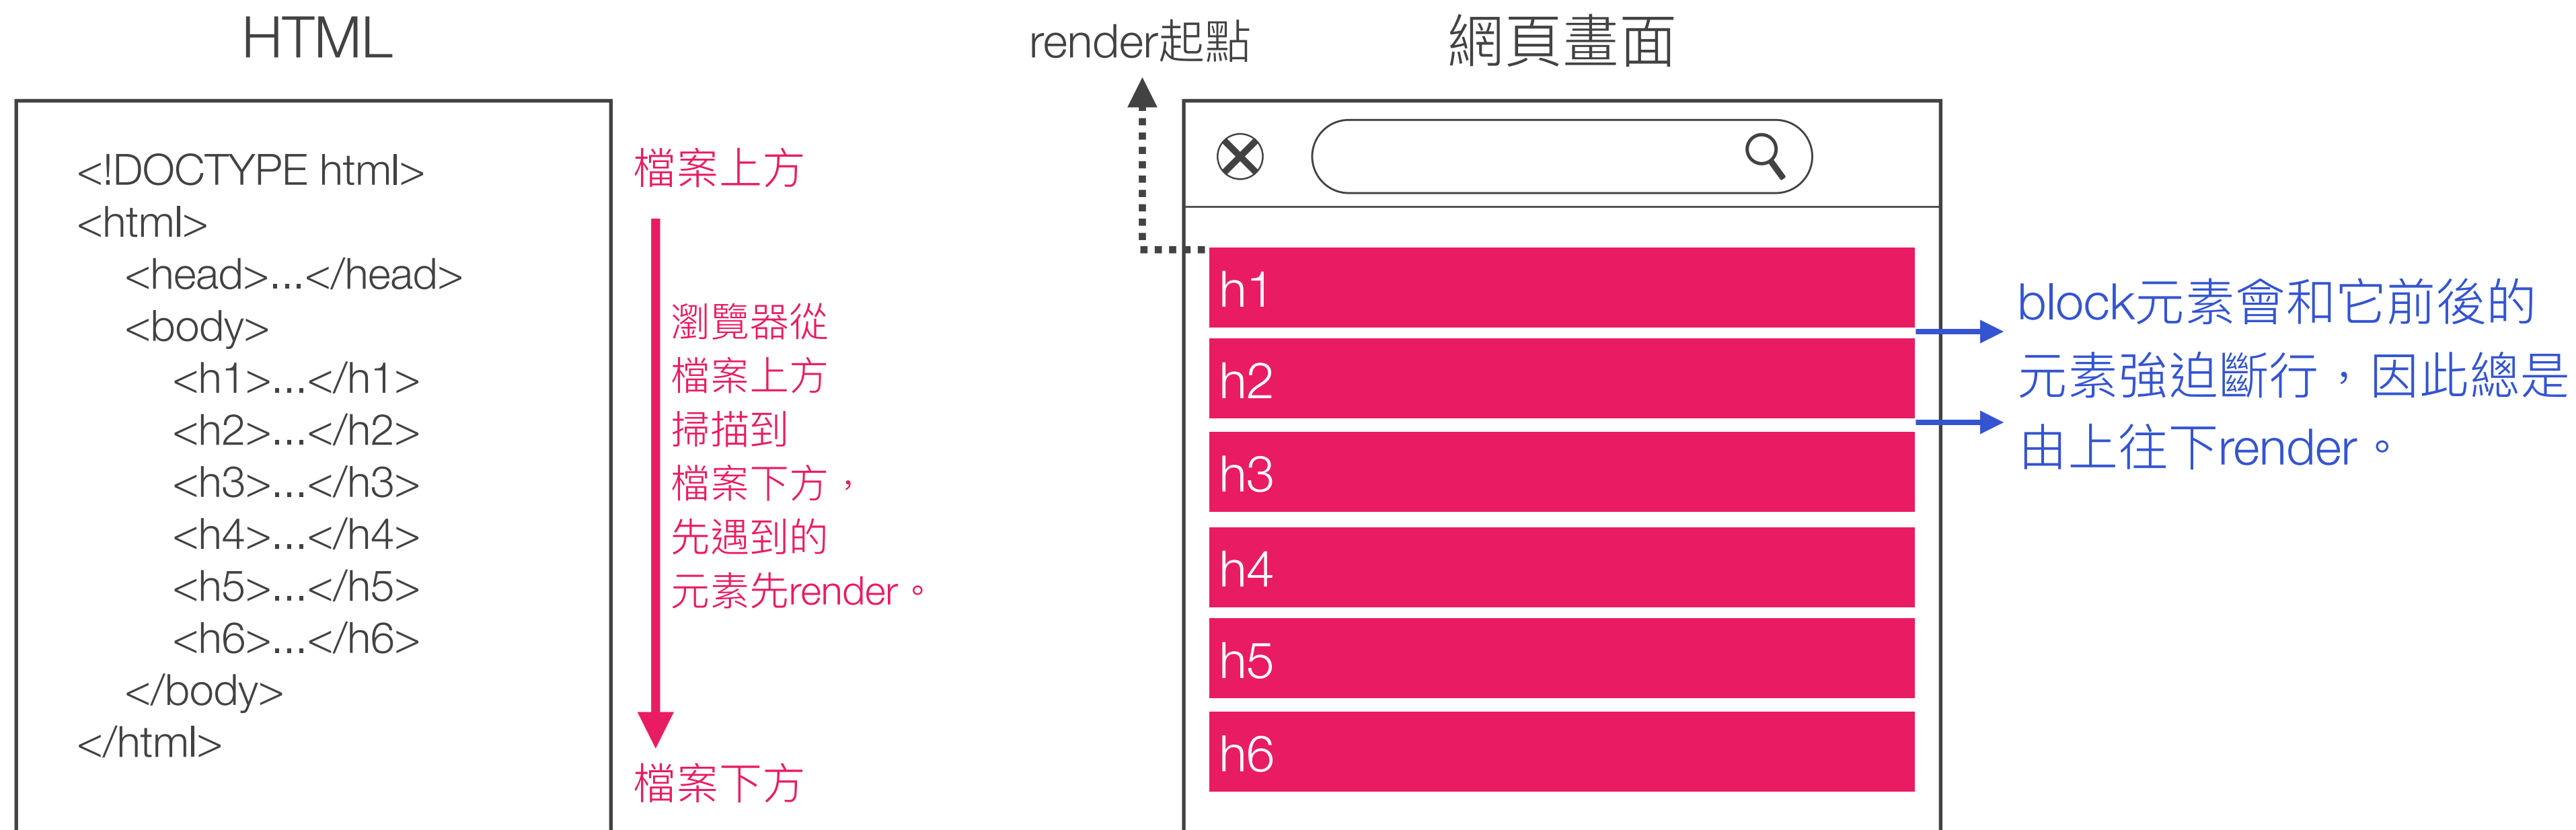 HTML
<!DOCTYPE html>
<html>
<head>...</head>
<body>
<h1>...</h1>
<h2>...</h2>
<h3>...</h3>
<h4>...</h4>
<h5>...</h5>
<h6>...</h6>
</body>
</html>
檔案上方
瀏覽器從
檔案上方
掃描到
檔案下方，
先遇到的
元素先render。
檔案下方
render起點
網頁畫面
h1
h2
h3
h4
h5
h6
block元素會和它前後的
元素強迫斷行，因此總是
由上往下render。